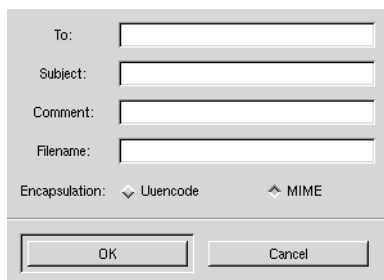 To:
Subject:
Comment:
Filename:
Encapsulation: Uuencode MIME
OK Cancel